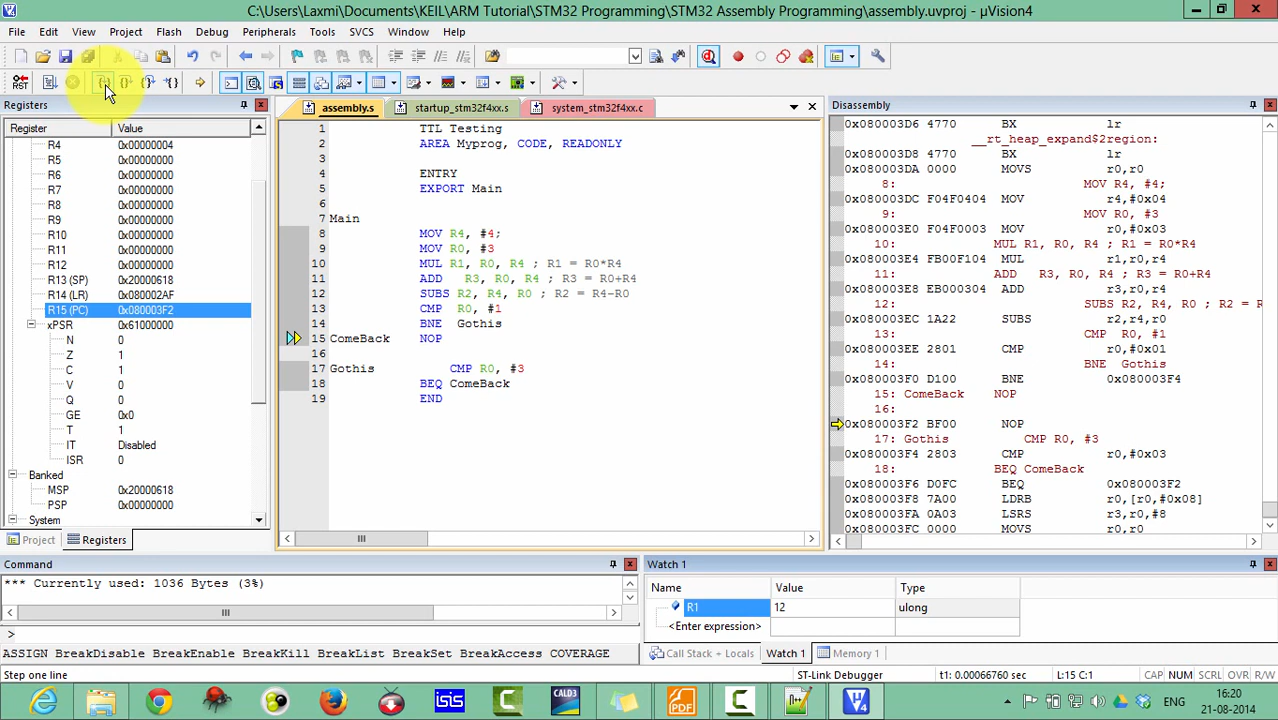 C:\Users\Laxmi\Documents\KEIL\ARM Tutorial\STM32 Programming\STM32 Assembly Programming\assembly.uvproj - µVision4
File Edit View Project Flash Debug Peripherals Tools SVCS Window Help
RST
Registers
Register Value
R4 0x00000004
R5 0x00000000
R6 0x00000000
R7 0x00000000
R8 0x00000000
R9 0x00000000
R10 0x00000000
R11 0x00000000
R12 0x00000000
R13 (SP) 0x20000618
R14 (LR) 0x080002AF
R15 (PC) 0x080003F2
xPSR 0x61000000
N 0
Z 1
C 1
V 0
Q 0
GE 0x0
T 1
IT Disabled
ISR 0
Banked
MSP 0x20000618
PSP 0x00000000
System
Project Registers
assembly.s startup_stm32f4xx.s system_stm32f4xx.c
1 TTL Testing
2 AREA Myprog, CODE, READONLY
3
4 ENTRY
5 EXPORT Main
6
7 Main
8 MOV R4, #4;
9 MOV R0, #3
10 MUL R1, R0, R4 ; R1 = R0*R4
11 ADD R3, R0, R4 ; R3 = R0+R4
12 SUBS R2, R4, R0 ; R2 = R4-R0
13 CMP R0, #1
14 BNE Gothis
15 ComeBack NOP
16
17 Gothis CMP R0, #3
18 BEQ ComeBack
19 END
Disassembly
0x080003D6 4770 BX lr
__rt_heap_expand$2region:
0x080003D8 4770 BX lr
0x080003DA 0000 MOVS r0,r0
8: MOV R4, #4;
0x080003DC F04F0404 MOV r4,#0x04
9: MOV R0, #3
0x080003E0 F04F0003 MOV r0,#0x03
10: MUL R1, R0, R4 ; R1 = R0*R4
0x080003E4 FB00F104 MUL r1,r0,r4
11: ADD R3, R0, R4 ; R3 = R0+R4
0x080003E8 EB000304 ADD r3,r0,r4
12: SUBS R2, R4, R0 ; R2 = R
0x080003EC 1A22 SUBS r2,r4,r0
13: CMP R0, #1
0x080003EE 2801 CMP r0,#0x01
14: BNE Gothis
0x080003F0 D100 BNE 0x080003F4
15: ComeBack NOP
16:
0x080003F2 BF00 NOP
17: Gothis CMP R0, #3
0x080003F4 2803 CMP r0,#0x03
18: BEQ ComeBack
0x080003F6 D0FC BEQ 0x080003F2
0x080003F8 7A00 LDRB r0,[r0,#0x08]
0x080003FA 0A03 LSRS r3,r0,#8
0x080003FC 0000 MOVS r0,r0
Command
*** Currently used: 1036 Bytes (3%)
>
ASSIGN BreakDisable BreakEnable BreakKill BreakList BreakSet BreakAccess COVERAGE
Watch 1
Name Value Type
R1 12 ulong
<Enter expression>
Call Stack + Locals Watch 1 Memory 1
Step one line ST-Link Debugger t1: 0.00066760 sec L:15 C:1 CAP NUM SCRL OVR R/W
isis CALD3 PDF ENG 16:20
21-08-2014